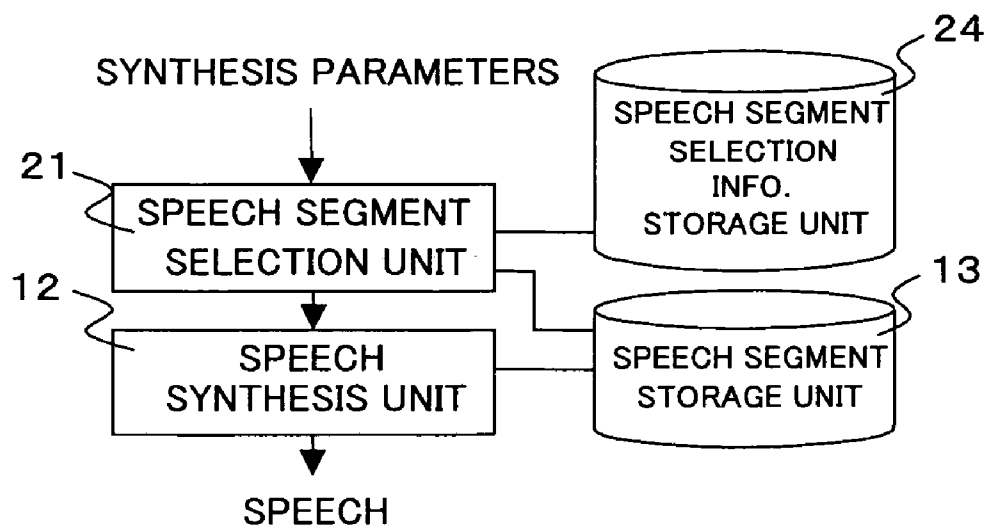 24
SYNTHESIS PARAMETERS
SPEECH SEGMENT
SELECTION
INFO.
STORAGE UNIT
21
SPEECH SEGMENT
SELECTION UNIT
12
13
SPEECH
SYNTHESIS UNIT
SPEECH SEGMENT
STORAGE UNIT
SPEECH